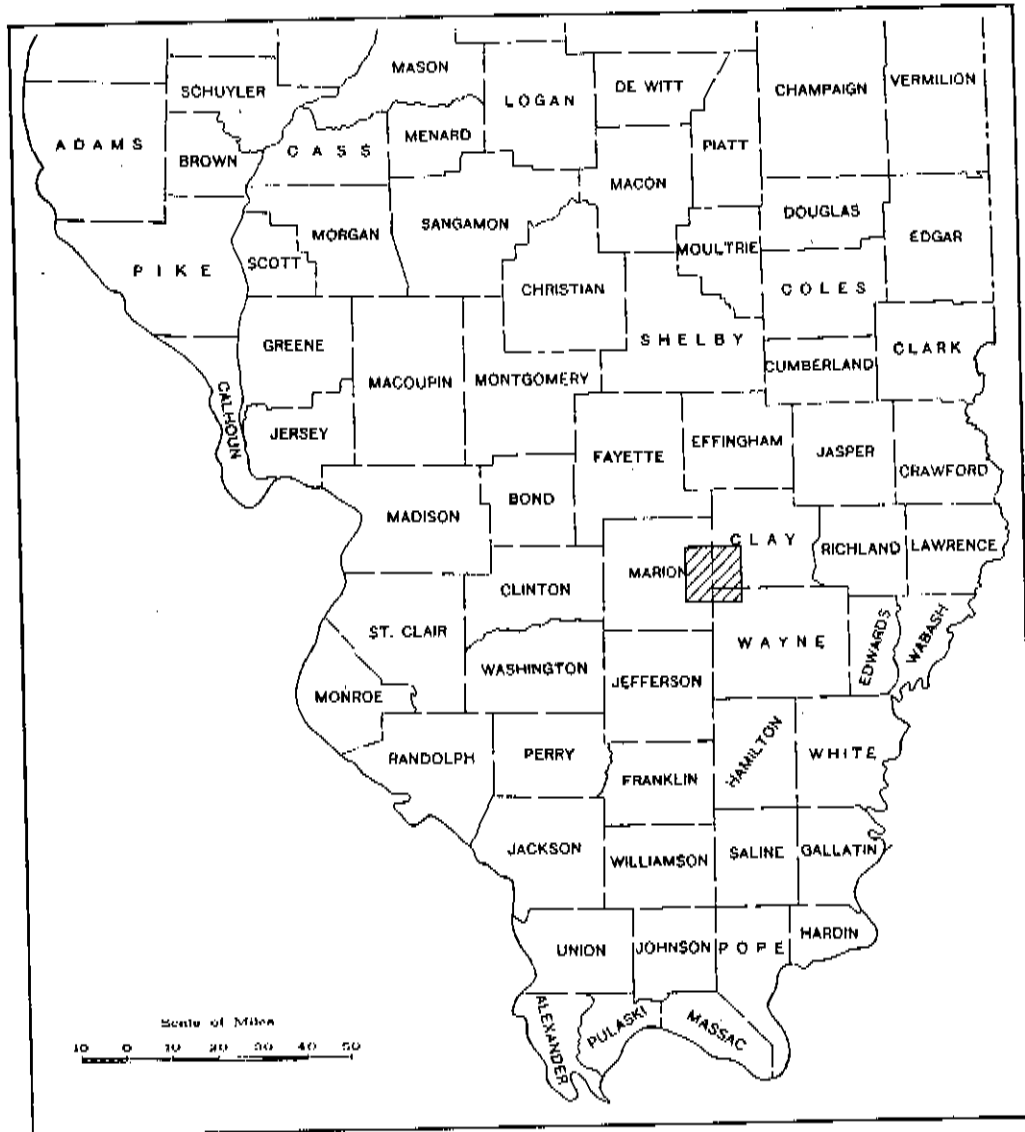 MASON
SCHUYLER
LOGAN
DE WITT
CHAMPAIGN
VERMILION
ADAMS
BROWN
CASS
MENARD
PIATT
MACON
SANGAMON
MORGAN
SCOTT
PIKE
DOUGLAS
MOULTRIE
EDGAR
COLES
CHRISTIAN
SHELBY
GREENE
MACOUPIN
MONTGOMERY
CUMBERLAND
CLARK
CALHOUN
JERSEY
FAYETTE
EFFINGHAM
JASPER
CRAWFORD
BOND
MADISON
CLAY
RICHLAND
LAWRENCE
MARION
CLINTON
ST. CLAIR
WAYNE
EDWARDS
WABASH
WASHINGTON
JEFFERSON
MONROE
RANDOLPH
PERRY
HAMILTON
WHITE
FRANKLIN
JACKSON
WILLIAMSON
SALINE
GALLATIN
UNION
JOHNSON
POPE
HARDIN
ALEXANDER
PULASKI
MASSAC
Scale of Miles
10 0 10 20 30 40 50